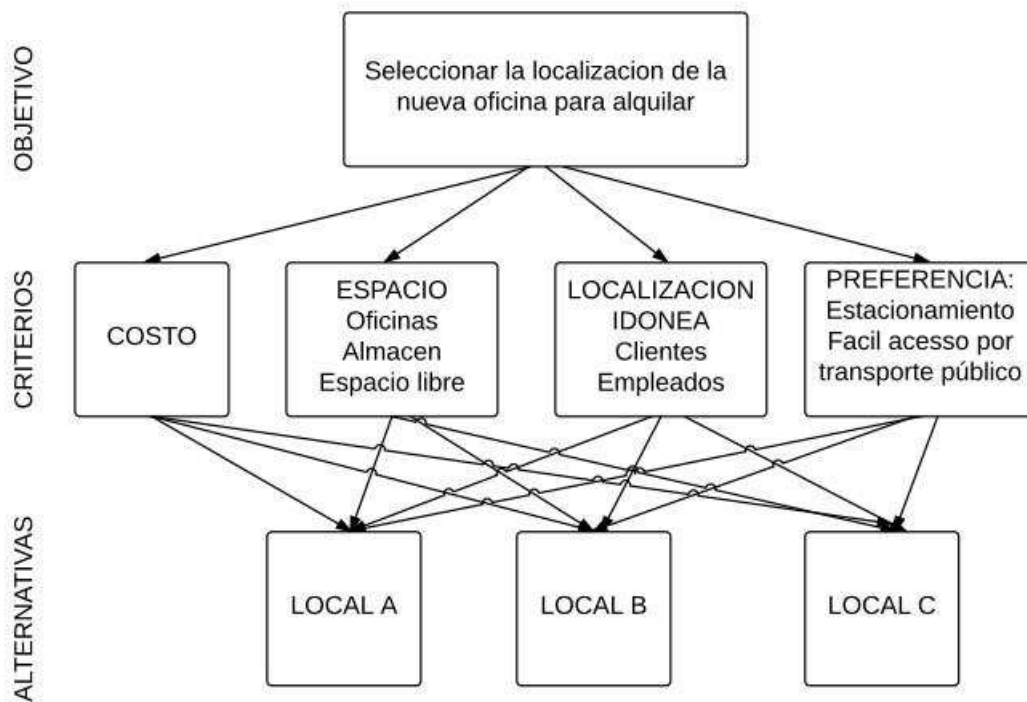 OBJETIVO
Seleccionar la localizacion de la
nueva oficina para alquilar
CRITERIOS
COSTO
ESPACIO
Oficinas
Almacen
Espacio libre
LOCALIZACION
IDONEA
Clientes
Empleados
PREFERENCIA:
Estacionamiento
Facil acesso por
transporte público
ALTERNATIVAS
LOCAL A
LOCAL B
LOCAL C